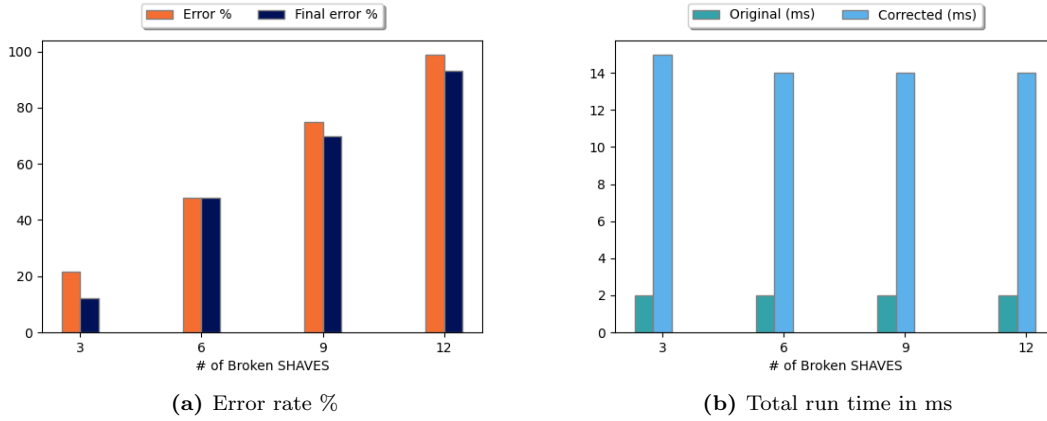 Error % Final error %
100
80
60
40
20
0
3 6 9 12
# of Broken SHAVES
(a) Error rate %
Original (ms) Corrected (ms)
14
12
10
8
6
4
2
0
3 6 9 12
# of Broken SHAVES
(b) Total run time in ms